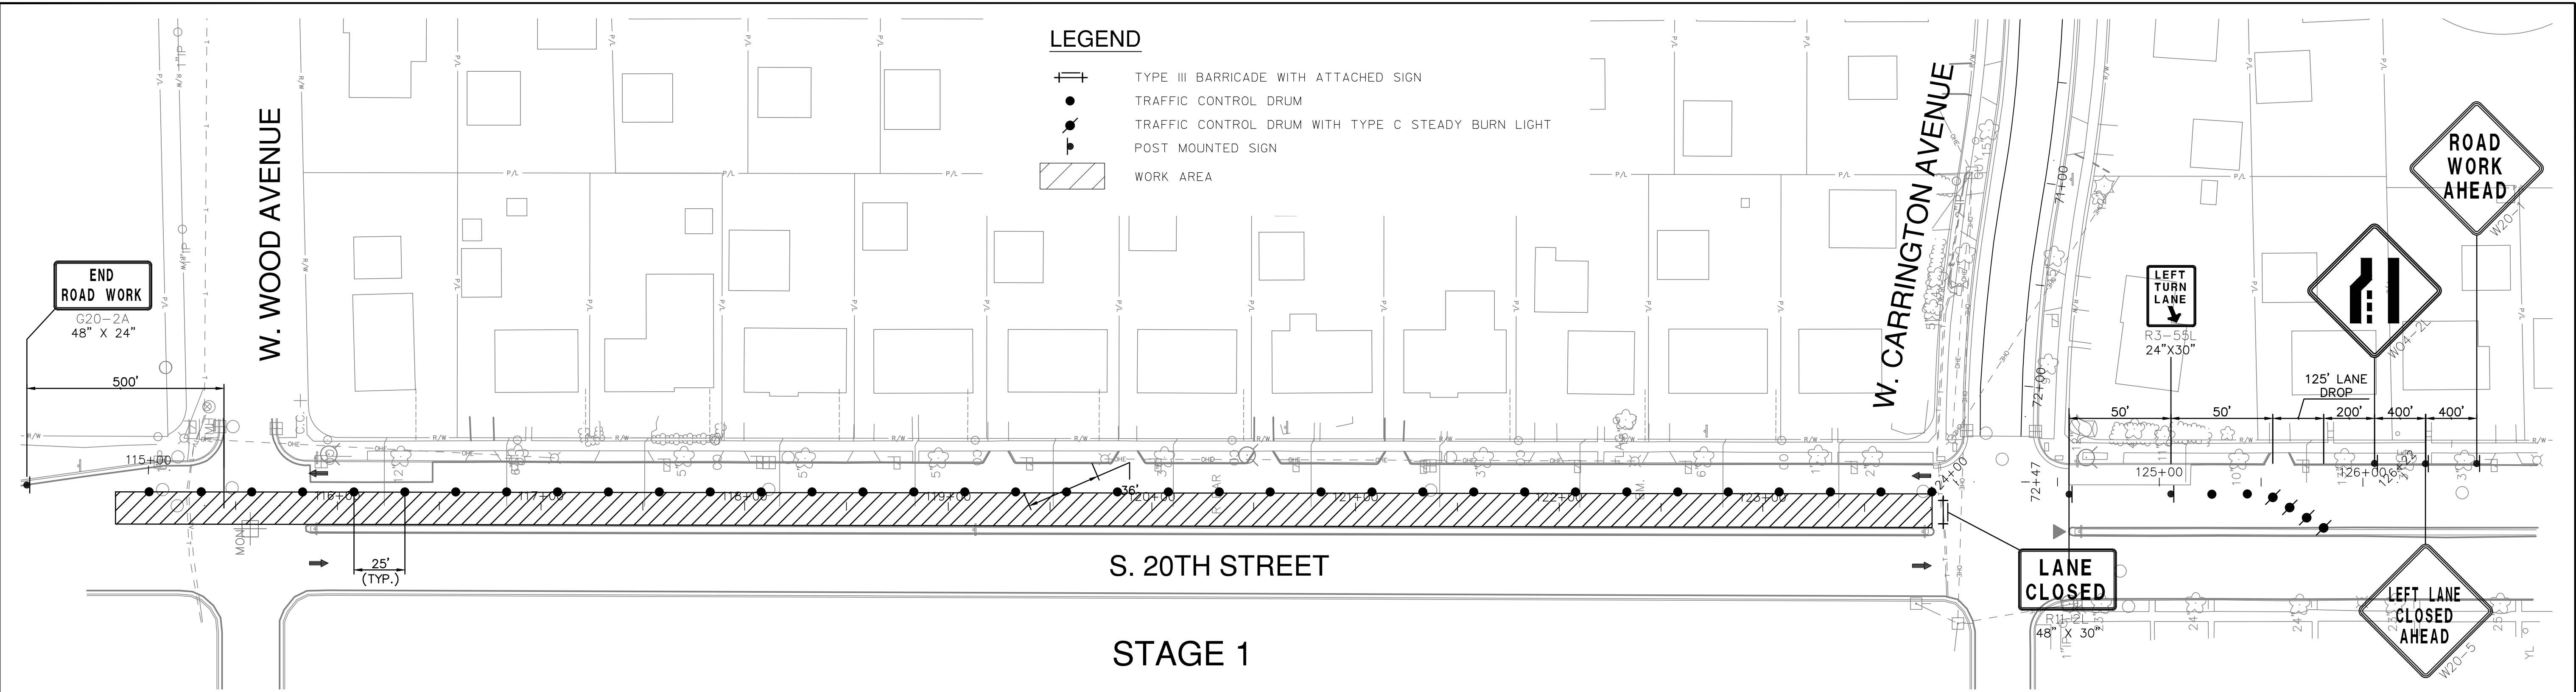 LEGEND
TYPE III BARRICADE WITH ATTACHED SIGN
TRAFFIC CONTROL DRUM
TRAFFIC CONTROL DRUM WITH TYPE C STEADY BURN LIGHT
POST MOUNTED SIGN
WORK AREA
W. WOOD AVENUE
W. CARRINGTON AVENUE
END
ROAD WORK
G20-2A
48" X 24"
500'
ROAD
WORK
AHEAD
W20-1
W04-2L
LEFT
TURN
LANE
R3-55L
24"X30"
125' LANE
DROP
50'
50'
200'
400'
400'
71+00
72+00
72+47
115+00
116+00
117+00
118+00
119+00
120+00
121+00
122+00
123+00
124+00
125+00
126+00
126+22
36'
25'
(TYP.)
S. 20TH STREET
LANE
CLOSED
R11-2L
48" X 30"
LEFT LANE
CLOSED
AHEAD
W20-5
STAGE 1